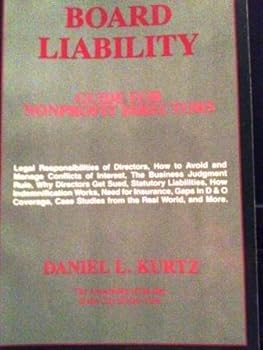 BOARD
LIABILITY
GUIDE FOR
NONPROFIT DIRECTORS
Legal Responsibilities of Directors, How to Avoid and
Manage Conflicts of Interest, The Business Judgment
Rule, Why Directors Get Sued, Statutory Liabilities, How
Indemnification Works, Need for Insurance, Gaps in D & O
Coverage, Case Studies from the Real World, and More.
DANIEL L. KURTZ